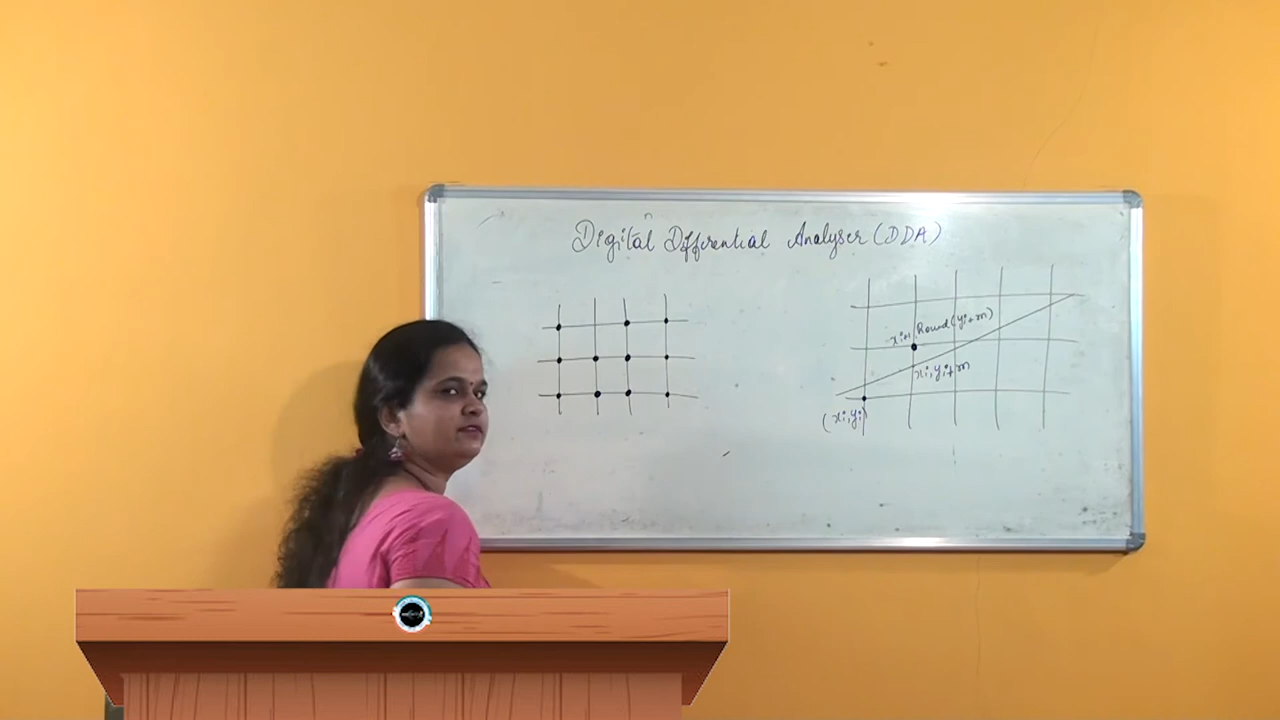 Digital Differential Analyser (DDA)
xi+1, Round(yi+m)
xi, yi+m
(xi, yi)